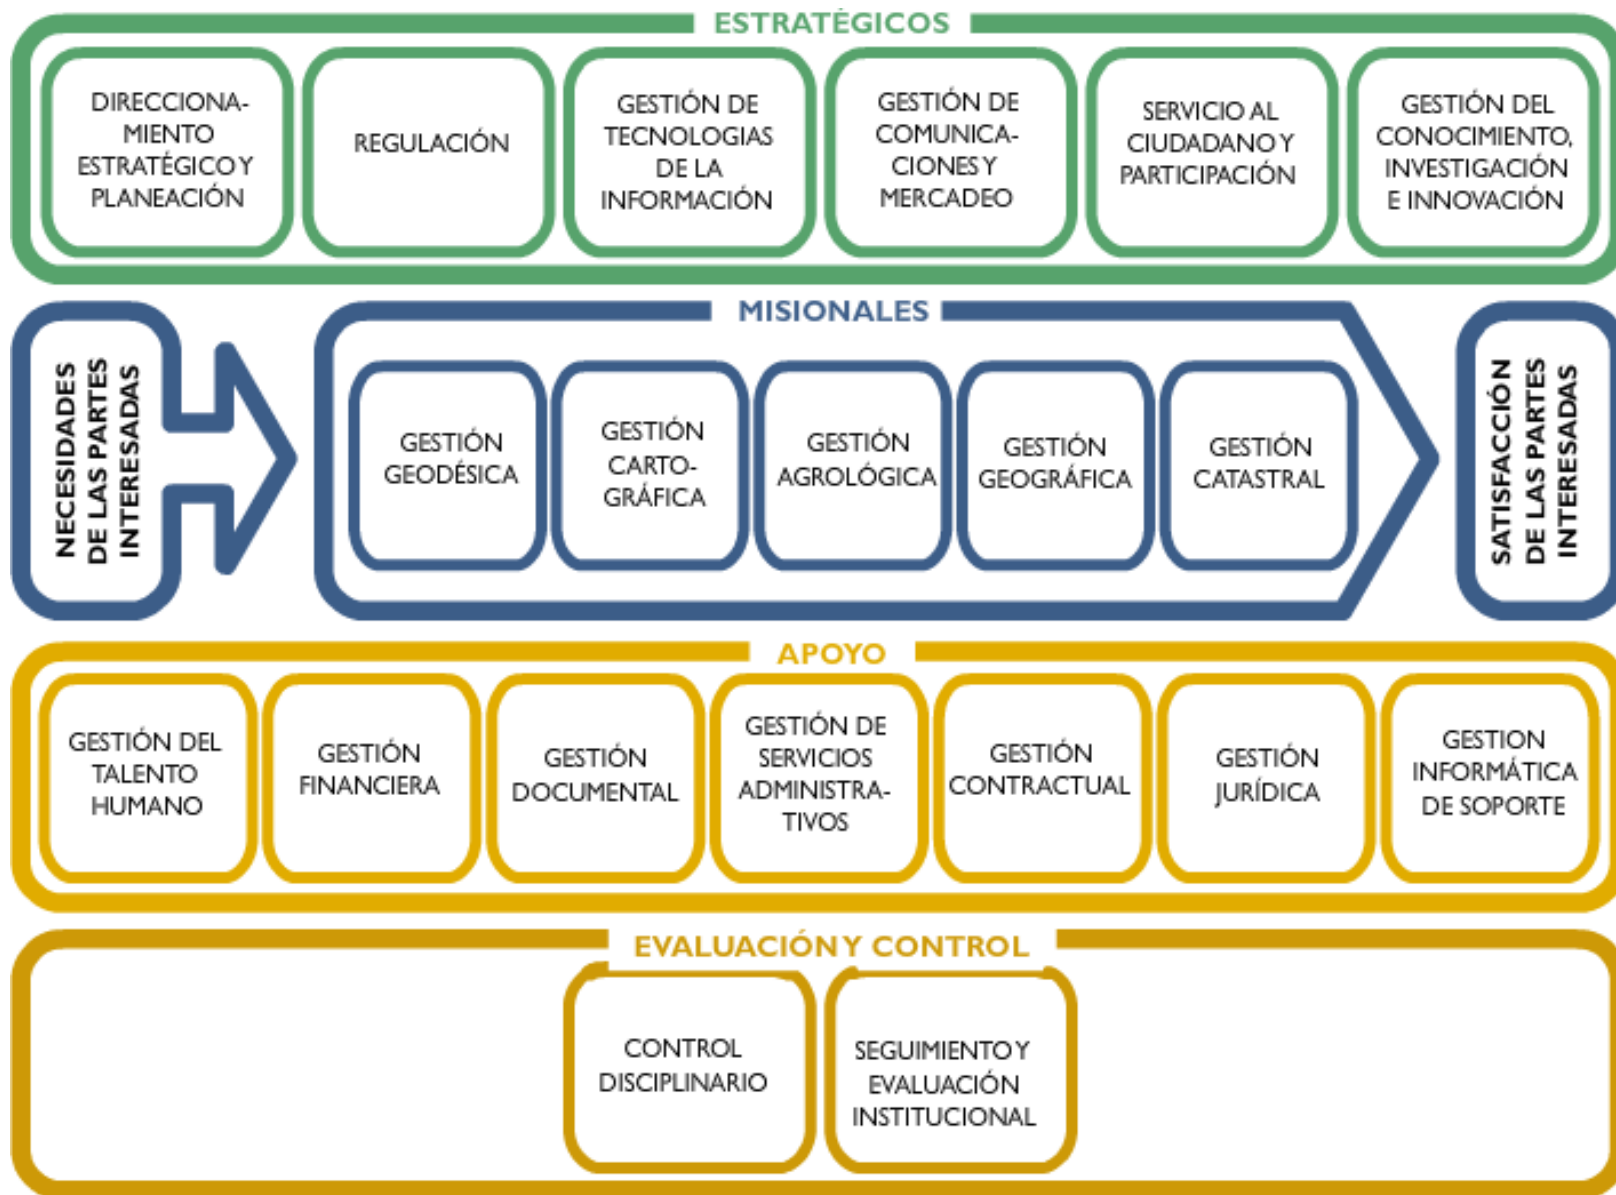 ESTRATÉGICOS
DIRECCIONA-
MIENTO
ESTRATÉGICO Y
PLANEACIÓN
REGULACIÓN
GESTIÓN DE
TECNOLOGIAS
DE LA
INFORMACIÓN
GESTIÓN DE
COMUNICA-
CIONES Y
MERCADEO
SERVICIO AL
CIUDADANO Y
PARTICIPACIÓN
GESTIÓN DEL
CONOCIMIENTO,
INVESTIGACIÓN
E INNOVACIÓN
NECESIDADES
DE LAS PARTES
INTERESADAS
MISIONALES
GESTIÓN
GEODÉSICA
GESTIÓN
CARTO-
GRÁFICA
GESTIÓN
AGROLÓGICA
GESTIÓN
GEOGRÁFICA
GESTIÓN
CATASTRAL
SATISFACCIÓN
DE LAS PARTES
INTERESADAS
APOYO
GESTIÓN DEL
TALENTO
HUMANO
GESTIÓN
FINANCIERA
GESTIÓN
DOCUMENTAL
GESTIÓN DE
SERVICIOS
ADMINISTRA-
TIVOS
GESTIÓN
CONTRACTUAL
GESTIÓN
JURÍDICA
GESTION
INFORMÁTICA
DE SOPORTE
EVALUACIÓN Y CONTROL
CONTROL
DISCIPLINARIO
SEGUIMIENTO Y
EVALUACIÓN
INSTITUCIONAL